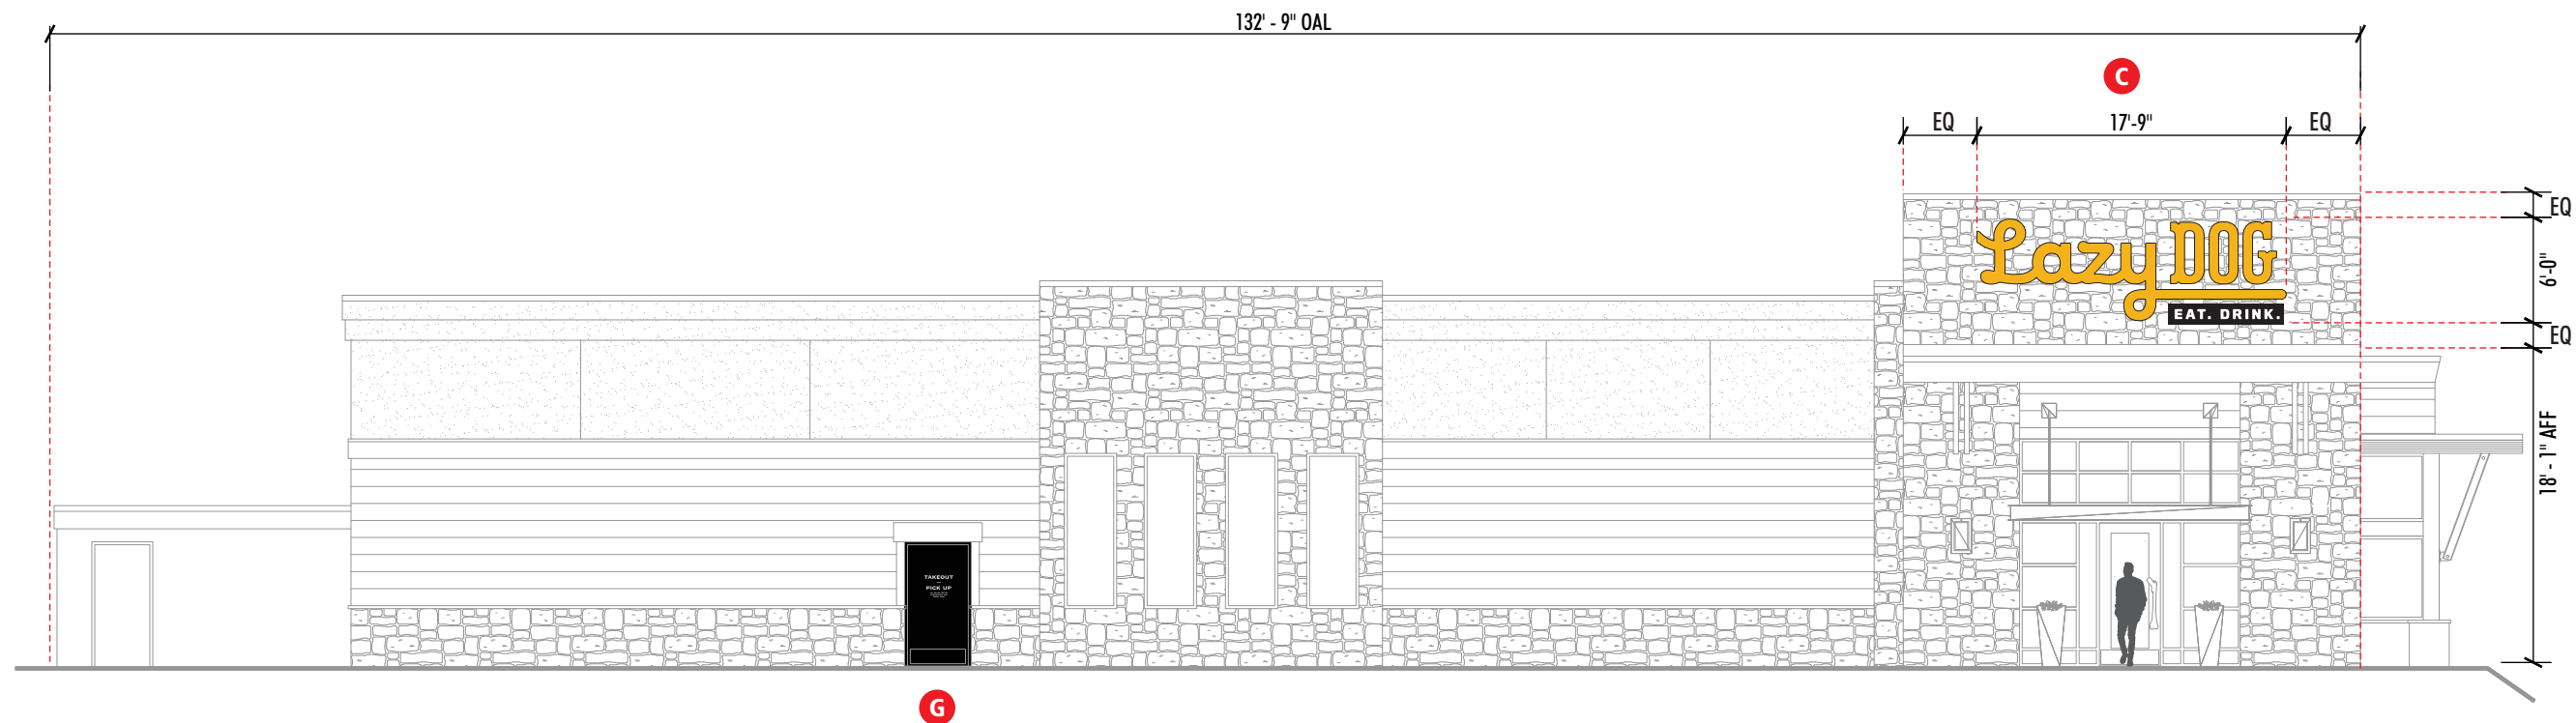 132' - 9" OAL
C
EQ
17'-9"
EQ
EQ
6'-0"
EQ
18' - 1" AFF
Lazy DOG
EAT. DRINK.
TAKEOUT
PICK UP
G